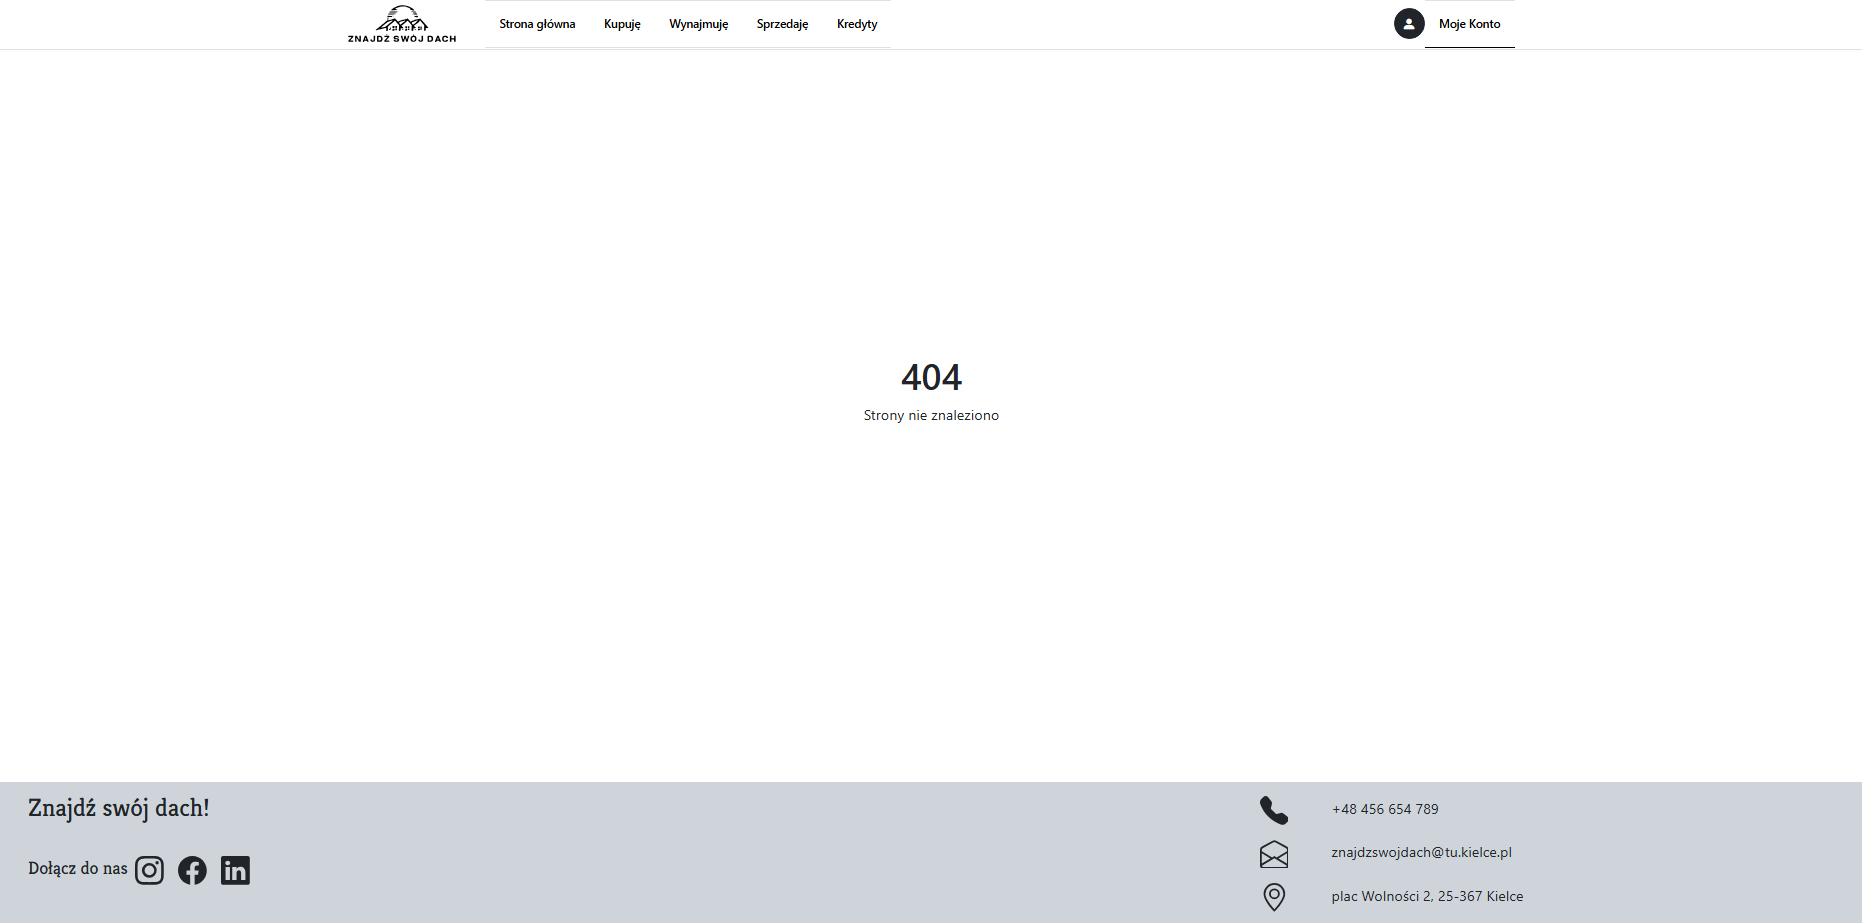 ZNAJDŹ SWÓJ DACH
Strona główna Kupuję Wynajmuję Sprzedaję Kredyty
Moje Konto
404
Strony nie znaleziono
Znajdź swój dach!
Dołącz do nas
+48 456 654 789
znajdzswojdach@tu.kielce.pl
plac Wolności 2, 25-367 Kielce